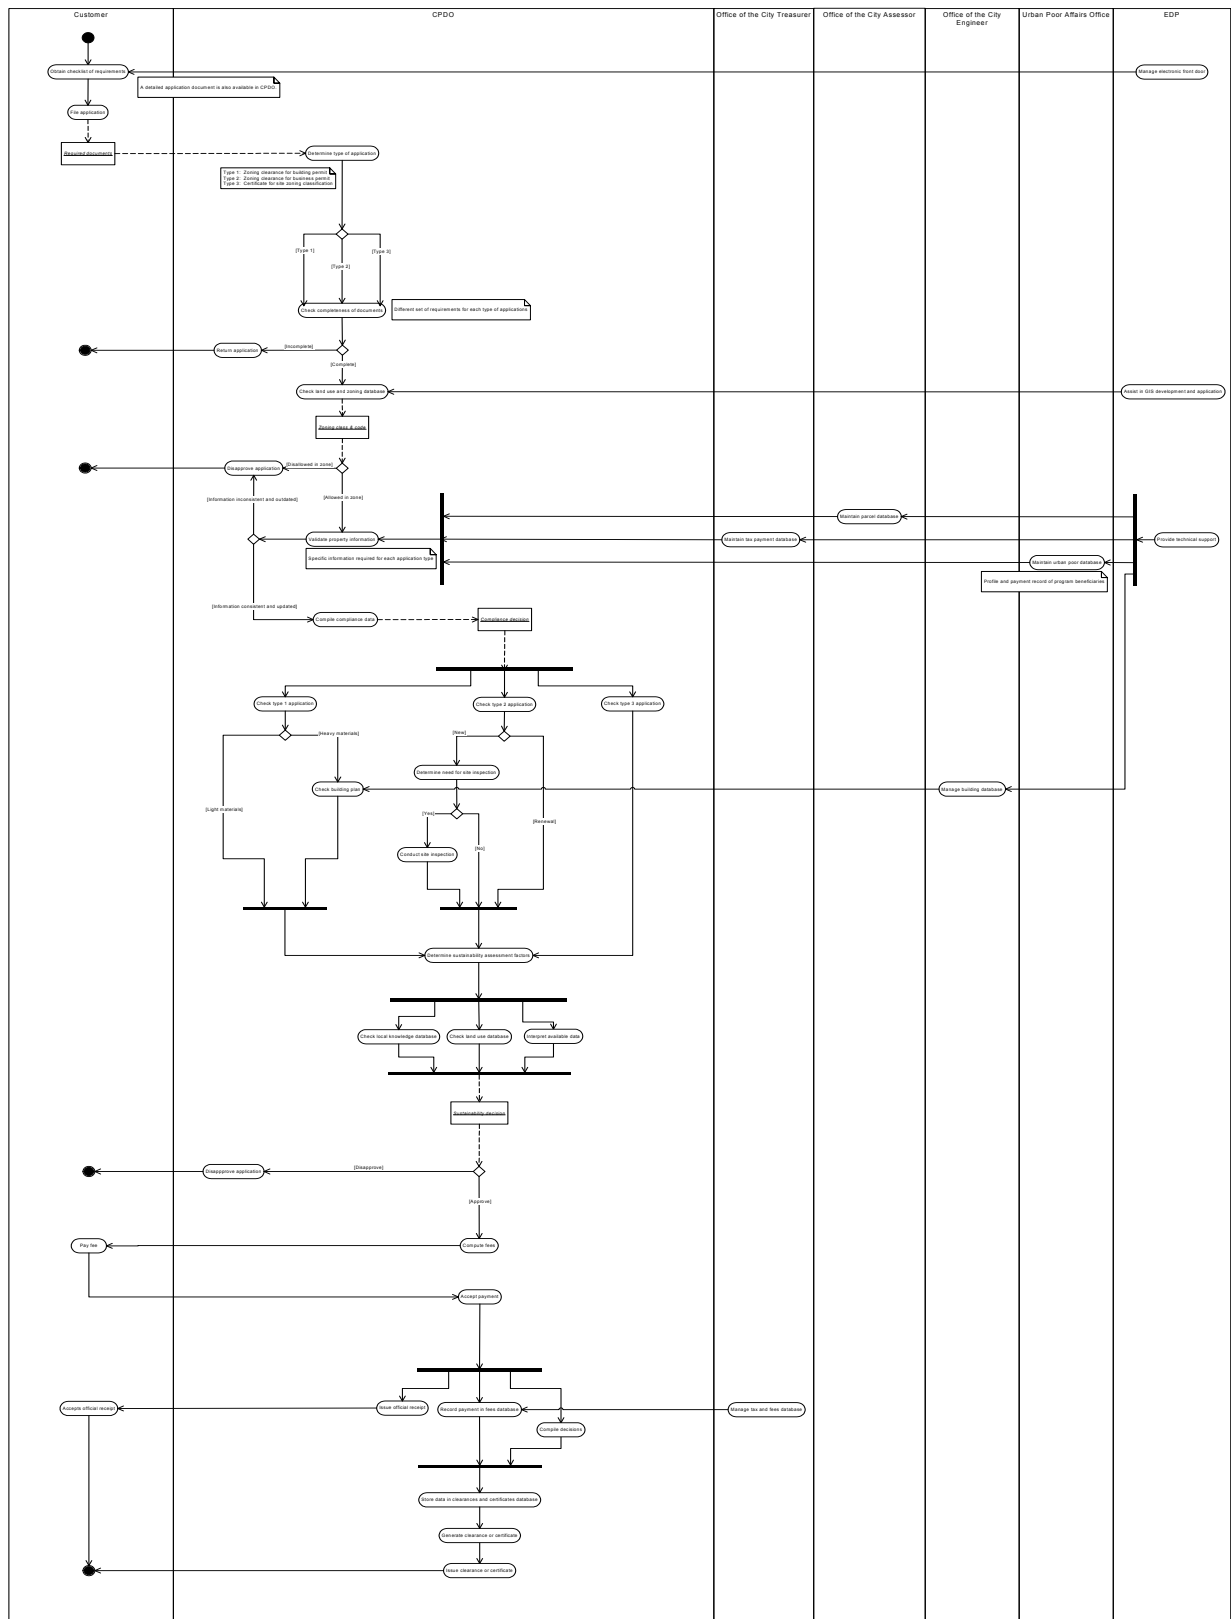 Customer
CPDO
Office of the City Treasurer
Office of the City Assessor
Office of the City
Engineer
Urban Poor Affairs Office
EDP
Obtain checklist of requirements
Manage electronic front door
A detailed application document is also available in CPDO.
File application
Required documents
Determine type of application
Type 1:  Zoning clearance for building permit
Type 2:  Zoning clearance for business permit
Type 3:  Certificate for site zoning classification
[Type 1]
[Type 2]
[Type 3]
Check completeness of documents
Different set of requirements for each type of applications
Return application
[Incomplete]
[Complete]
Check land use and zoning database
Assist in GIS development and application
Zoning class & code
Disapprove application
[Disallowed in zone]
[Allowed in zone]
[Information inconsistent and outdated]
Maintain parcel database
Validate property information
Maintain tax payment database
Provide technical support
Specific information required for each application type
Maintain urban poor database
Profile and payment record of program beneficiaries
[Information consistent and updated]
Compile compliance data
Compliance decision
Check type 1 application
Check type 2 application
Check type 3 application
[Heavy materials]
[New]
Determine need for site inspection
Check building plan
Manage building database
[Light materials]
[Yes]
[Renewal]
[No]
Conduct site inspection
Determine sustainability assessment factors
Check local knowledge database
Check land use database
Interpret available data
Sustainability decision
Disappprove application
[Disapprove]
[Approve]
Pay fee
Compute fees
Accept payment
Accepts official receipt
Issue official receipt
Record payment in fees database
Manage tax and fees database
Compile decisions
Store data in clearances and certificates database
Generate clearance or certificate
Issue clearance or certificate